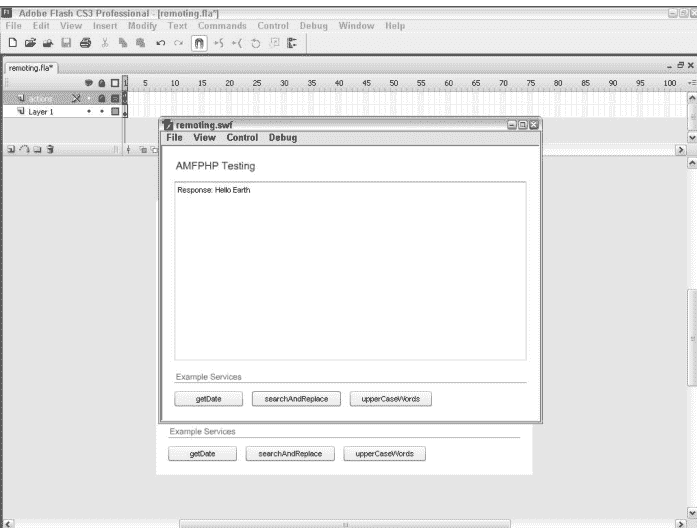 Adobe Flash CS3 Professional - [remoting.fla*]
File Edit View Insert Modify Text Commands Control Debug Window Help
remoting.fla*
1 5 10 15 20 25 30 35 40 45 50 55 60 65 70 75 80 85 90 95 100
actions
Layer 1
remoting.swf
File View Control Debug
AMFPHP Testing
Response: Hello Earth
Example Services
getDate searchAndReplace upperCaseWords
Example Services
getDate searchAndReplace upperCaseWords